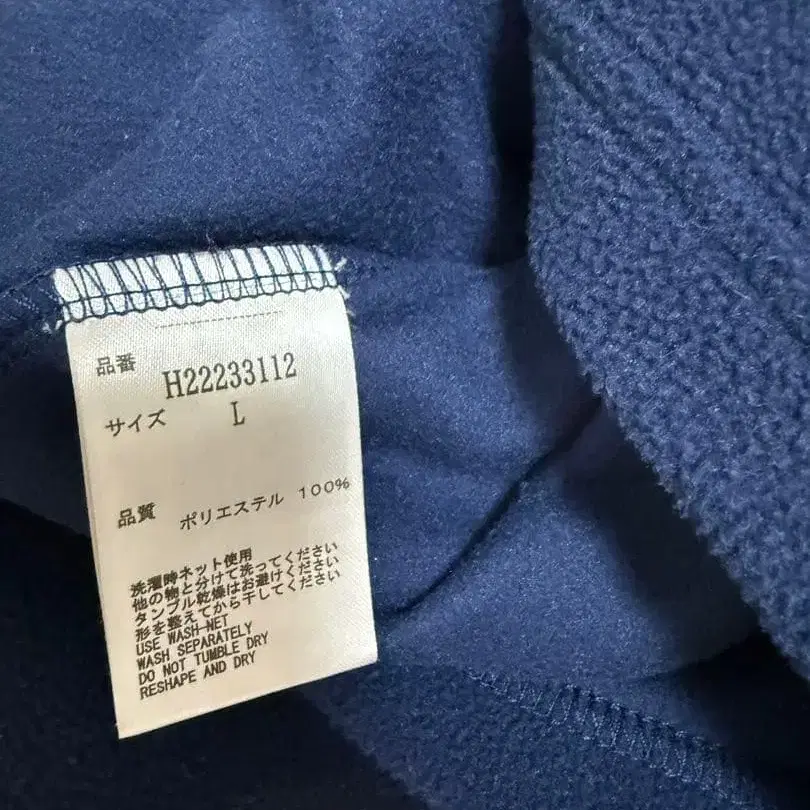 品番 H22233112
サイズ L
品質 ポリエステル 100%
洗濯時ネット使用
他の物と分けて洗ってください
タンブル乾燥はお避けください
形を整えてから干してください
USE WASH-NET
WASH SEPARATELY
DO NOT TUMBLE DRY
RESHAPE AND DRY